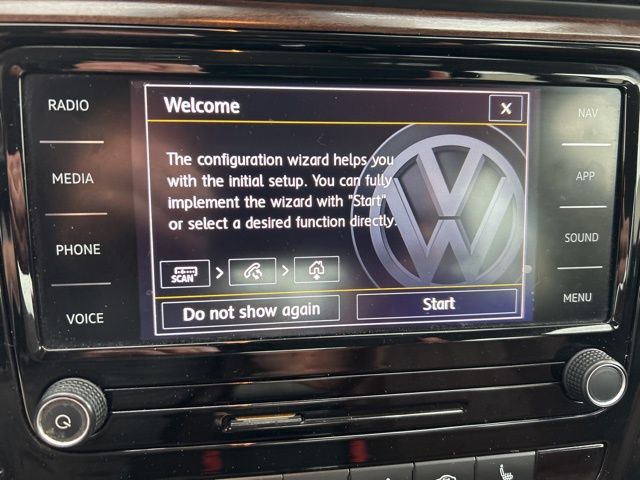 RADIO
MEDIA
PHONE
VOICE
Welcome
X
The configuration wizard helps you
with the initial setup. You can fully
implement the wizard with "Start"
or select a desired function directly.
SCAN
Do not show again
Start
NAV
APP
SOUND
MENU